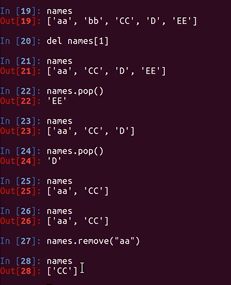 In [19]: names
Out[19]: ['aa', 'bb', 'CC', 'D', 'EE']
In [20]: del names[1]
In [21]: names
Out[21]: ['aa', 'CC', 'D', 'EE']
In [22]: names.pop()
Out[22]: 'EE'
In [23]: names
Out[23]: ['aa', 'CC', 'D']
In [24]: names.pop()
Out[24]: 'D'
In [25]: names
Out[25]: ['aa', 'CC']
In [26]: names
Out[26]: ['aa', 'CC']
In [27]: names.remove("aa")
In [28]: names
Out[28]: ['CC']